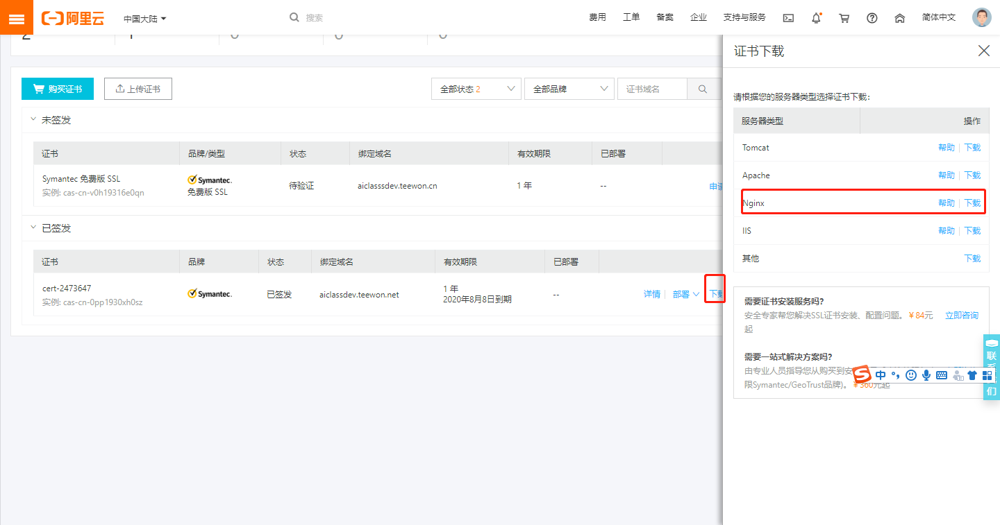 阿里云 中国大陆 搜索 费用 工单 备案 企业 支持与服务 简体中文
购买证书 上传证书 全部状态 2 全部品牌 证书域名
未签发
证书 品牌/类型 状态 绑定域名 有效期限 已部署
Symantec 免费版 SSL
实例: cas-cn-v0h19316e0qn
Symantec.
免费版 SSL
待验证 aiclasssdev.teewon.cn 1 年 --
已签发
证书 品牌 状态 绑定域名 有效期限 已部署
cert-2473647
实例: cas-cn-0pp1930xh0sz
Symantec.
已签发 aiclassdev.teewon.net
1 年
2020年8月8日到期
--
详情 部署 下载
证书下载
请根据您的服务器类型选择证书下载：
服务器类型 操作
Tomcat 帮助 下载
Apache 帮助 下载
Nginx 帮助 下载
IIS 帮助 下载
其他 下载
需要证书安装服务吗?
安全专家帮您解决SSL证书安装、配置问题。￥84元 立即咨询
起
需要一站式解决方案吗?
由专业人员指导您从购买到安
限Symantec/GeoTrust品牌)。￥360元起
中
联
们